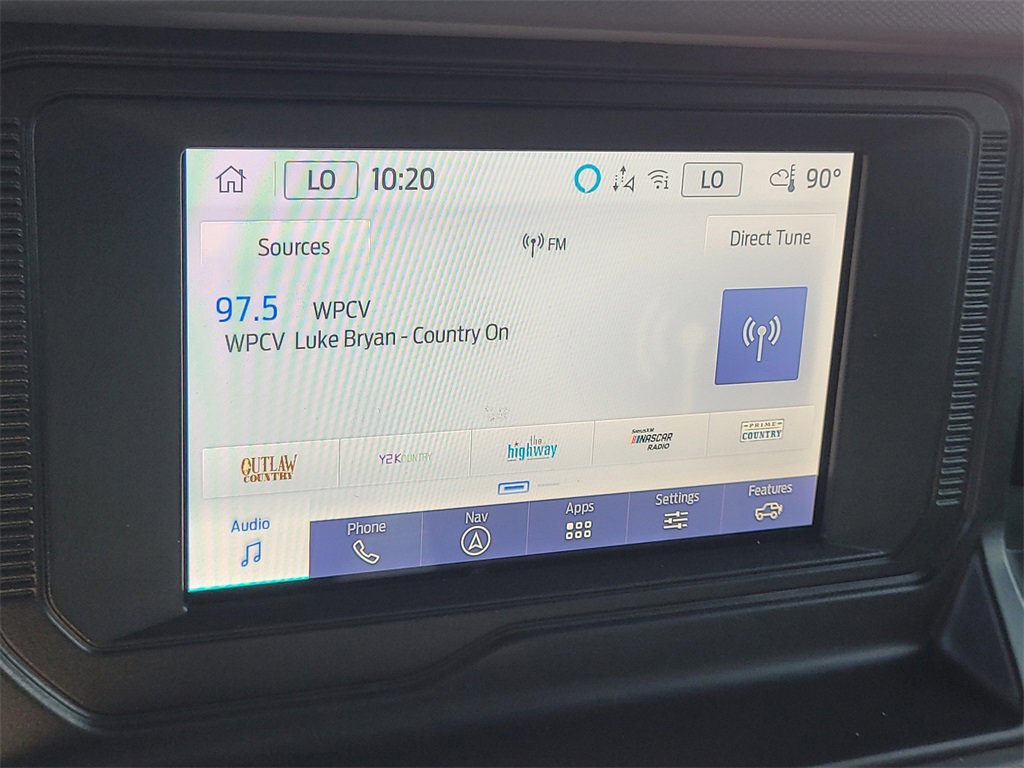 LO 10:20 LO 90°
Sources FM Direct Tune
97.5 WPCV
WPCV Luke Bryan - Country On
OUTLAW COUNTRY
Y2KOUNTRY
the highway
SiriusXM NASCAR RADIO
PRIME COUNTRY
Audio Phone Nav Apps Settings Features